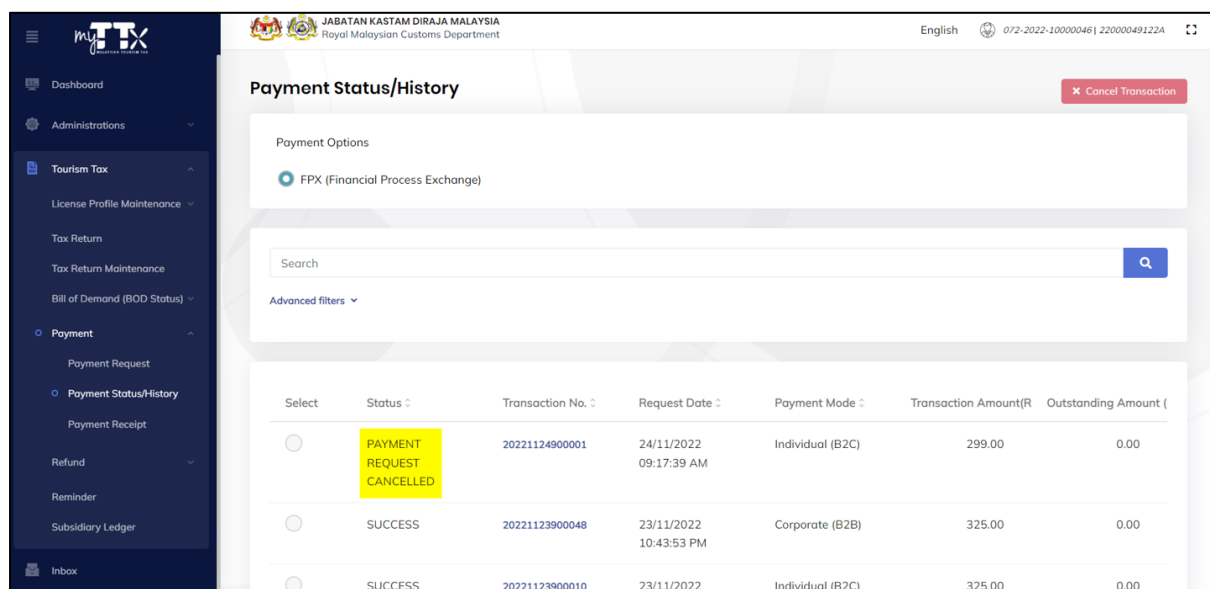 myTTX
MALAYSIAN TOURISM TAX
JABATAN KASTAM DIRAJA MALAYSIA
Royal Malaysian Customs Department
English
072-2022-10000046| 22000049122A
Dashboard
Administrations
Tourism Tax
License Profile Maintenance
Tax Return
Tax Return Maintenance
Bill of Demand (BOD Status)
Payment
Payment Request
Payment Status/History
Payment Receipt
Refund
Reminder
Subsidiary Ledger
Inbox
Payment Status/History
Cancel Transaction
Payment Options
FPX (Financial Process Exchange)
Search
Advanced filters
Select Status Transaction No. Request Date Payment Mode Transaction Amount(R Outstanding Amount (
PAYMENT REQUEST CANCELLED 20221124900001 24/11/2022 09:17:39 AM Individual (B2C) 299.00 0.00
SUCCESS 20221123900048 23/11/2022 10:43:53 PM Corporate (B2B) 325.00 0.00
SUCCESS 20221123900010 23/11/2022 Individual (B2C) 325.00 0.00